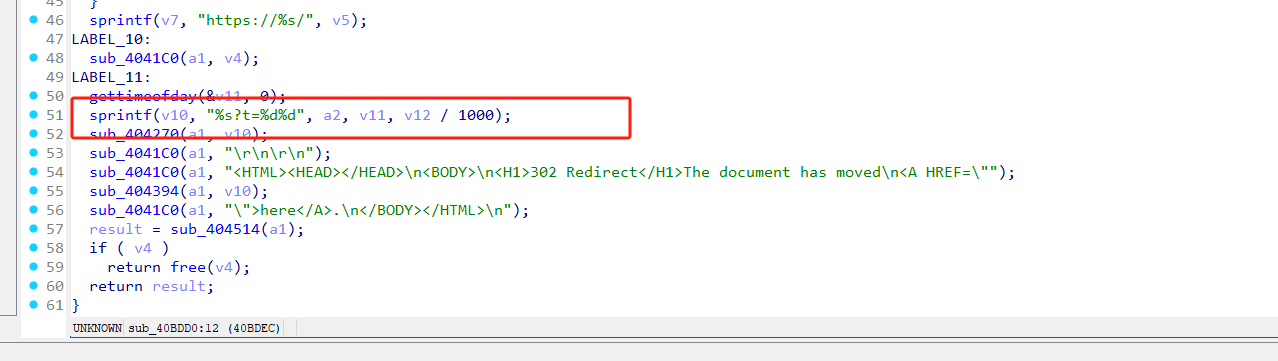 45 }
46 sprintf(v7, "https://%s/", v5);
47 LABEL_10:
48 sub_4041C0(a1, v4);
49 LABEL_11:
50 gettimeofday(&v11, 0);
51 sprintf(v10, "%s?t=%d%d", a2, v11, v12 / 1000);
52 sub_404270(a1, v10);
53 sub_4041C0(a1, "\r\n\r\n");
54 sub_4041C0(a1, "<HTML><HEAD></HEAD>\n<BODY>\n<H1>302 Redirect</H1>The document has moved\n<A HREF=\"");
55 sub_404394(a1, v10);
56 sub_4041C0(a1, "\">here</A>.\n</BODY></HTML>\n");
57 result = sub_404514(a1);
58 if ( v4 )
59 return free(v4);
60 return result;
61 }
UNKNOWN sub_40BDD0:12 (40BDEC)